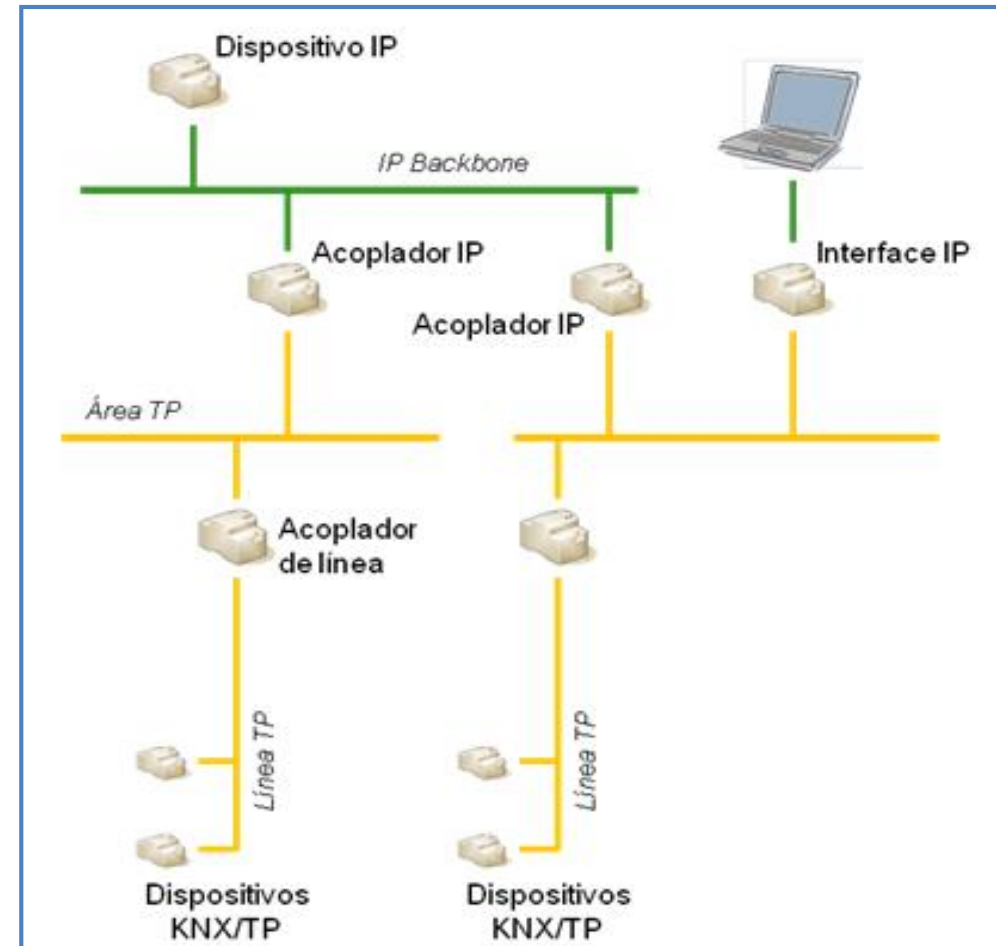 Dispositivo IP
IP Backbone
Acoplador IP
Interface IP
Acoplador IP
Área TP
Acoplador
de línea
Línea TP
Línea TP
Dispositivos
KNX/TP
Dispositivos
KNX/TP